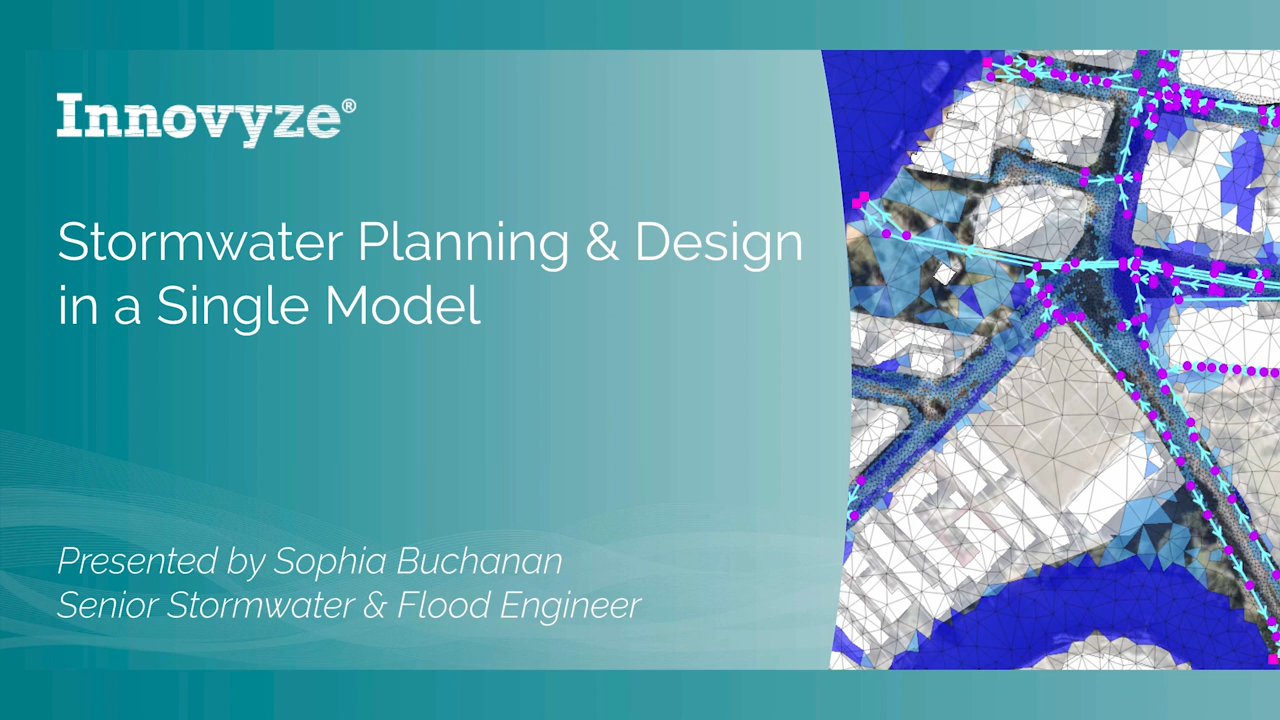 Innovyze®
Stormwater Planning & Design
in a Single Model
Presented by Sophia Buchanan
Senior Stormwater & Flood Engineer